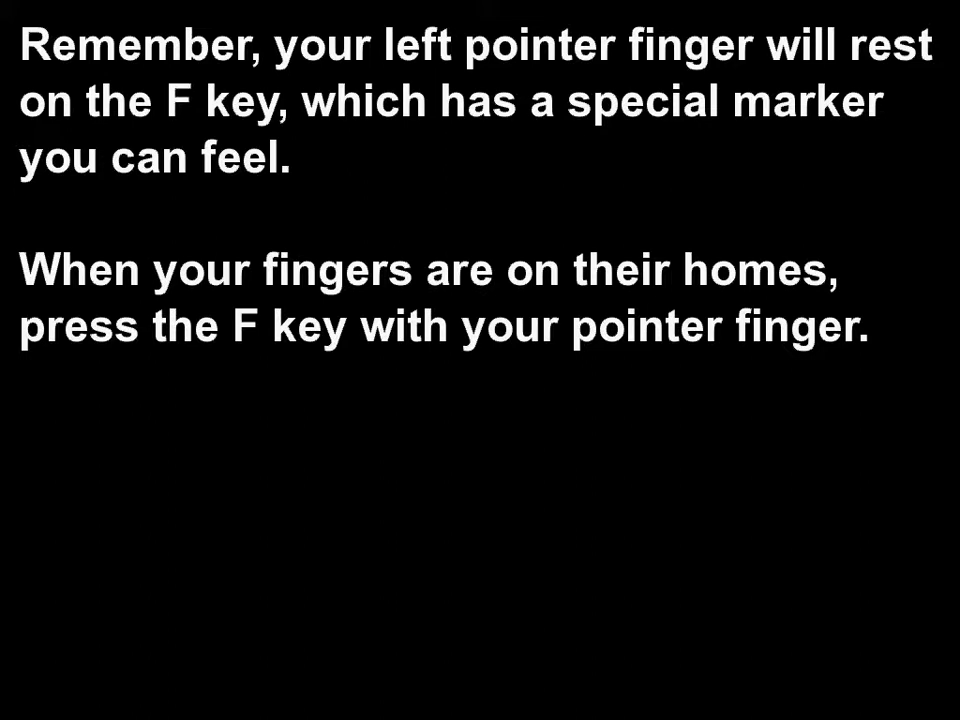 Remember, your left pointer finger will rest
on the F key, which has a special marker
you can feel.
When your fingers are on their homes,
press the F key with your pointer finger.